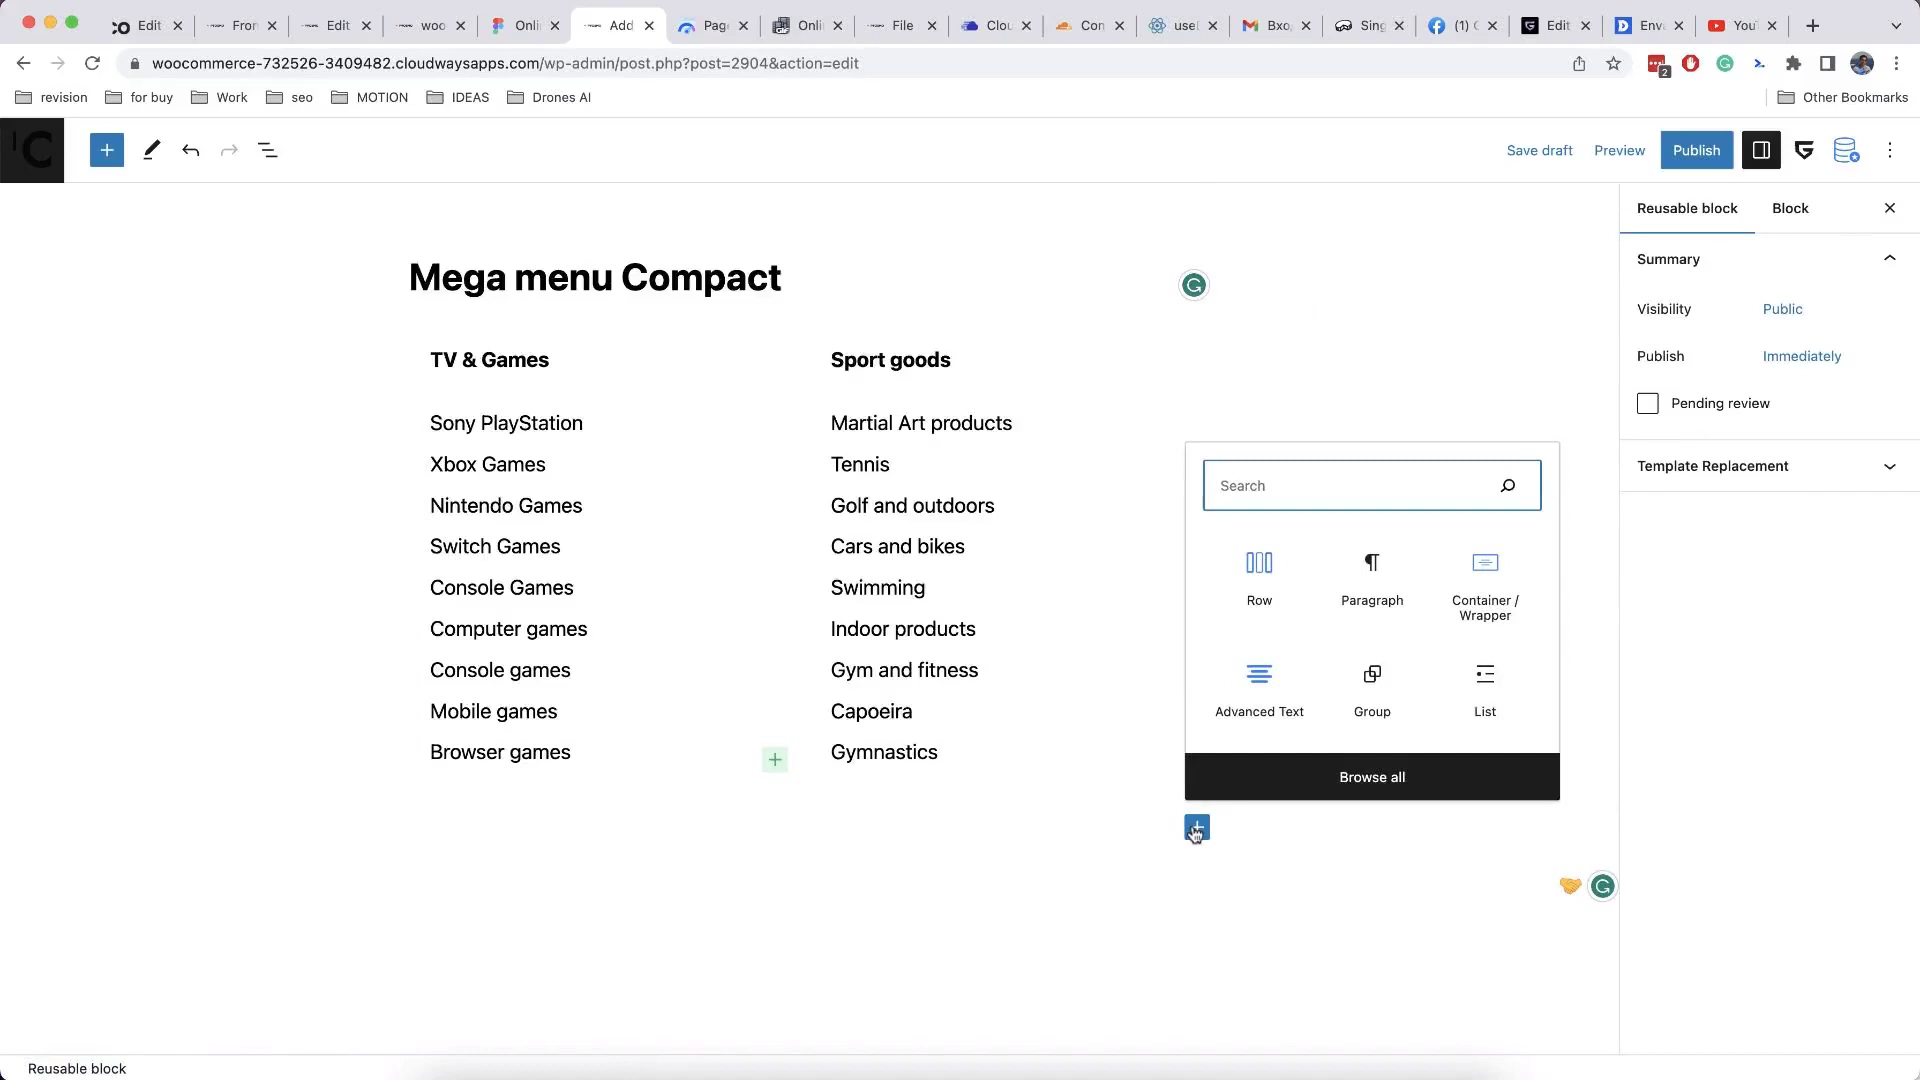 Edit
Fron
Edit
woo
Onli
Add
Page
Onli
File
Clou
Con
useI
Bxo
Sing
(1) C
Edit
Env
You
woocommerce-732526-3409482.cloudwaysapps.com/wp-admin/post.php?post=2904&action=edit
2
revision
for buy
Work
seo
MOTION
IDEAS
Drones AI
Other Bookmarks
Save draft
Preview
Publish
Reusable block
Block
Mega menu Compact
Summary
Visibility
Public
Publish
Immediately
Pending review
Template Replacement
TV & Games
Sony PlayStation
Xbox Games
Nintendo Games
Switch Games
Console Games
Computer games
Console games
Mobile games
Browser games
Sport goods
Martial Art products
Tennis
Golf and outdoors
Cars and bikes
Swimming
Indoor products
Gym and fitness
Capoeira
Gymnastics
Search
Row
Paragraph
Container /
Wrapper
Advanced Text
Group
List
Browse all
Reusable block